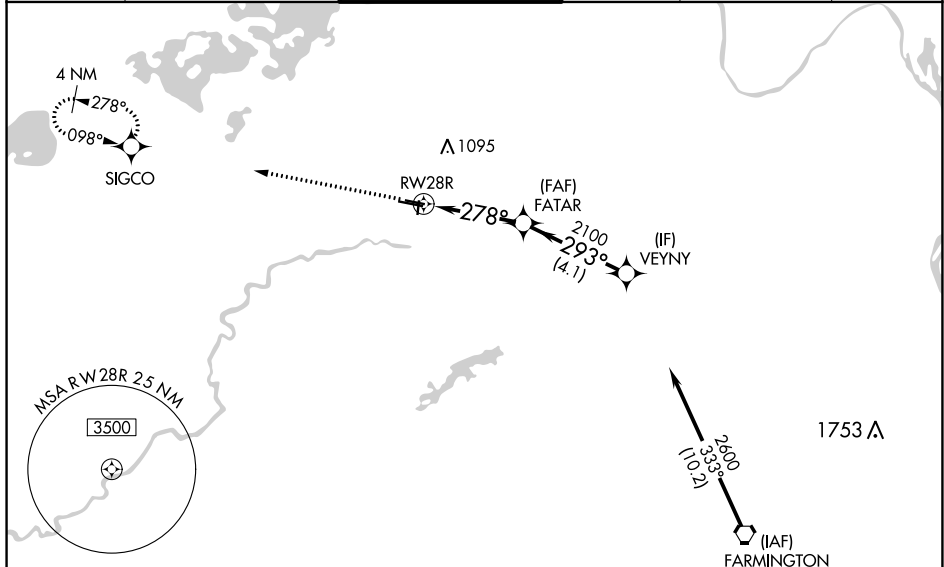 4 NM
278°
098°
SIGCO
1095
RW28R
(FAF)
FATAR
278°
2100
293°
(4.1)
(IF)
VEYNY
MSA RW28R 25 NM
3500
2600
333°
(10.2)
1753
(IAF)
FARMINGTON